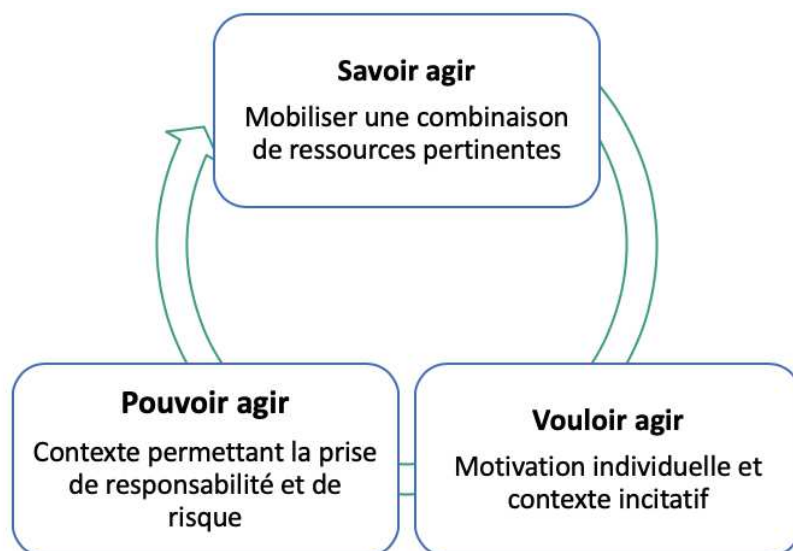 Savoir agir
Mobiliser une combinaison
de ressources pertinentes
Pouvoir agir
Contexte permettant la prise
de responsabilité et de
risque
Vouloir agir
Motivation individuelle et
contexte incitatif